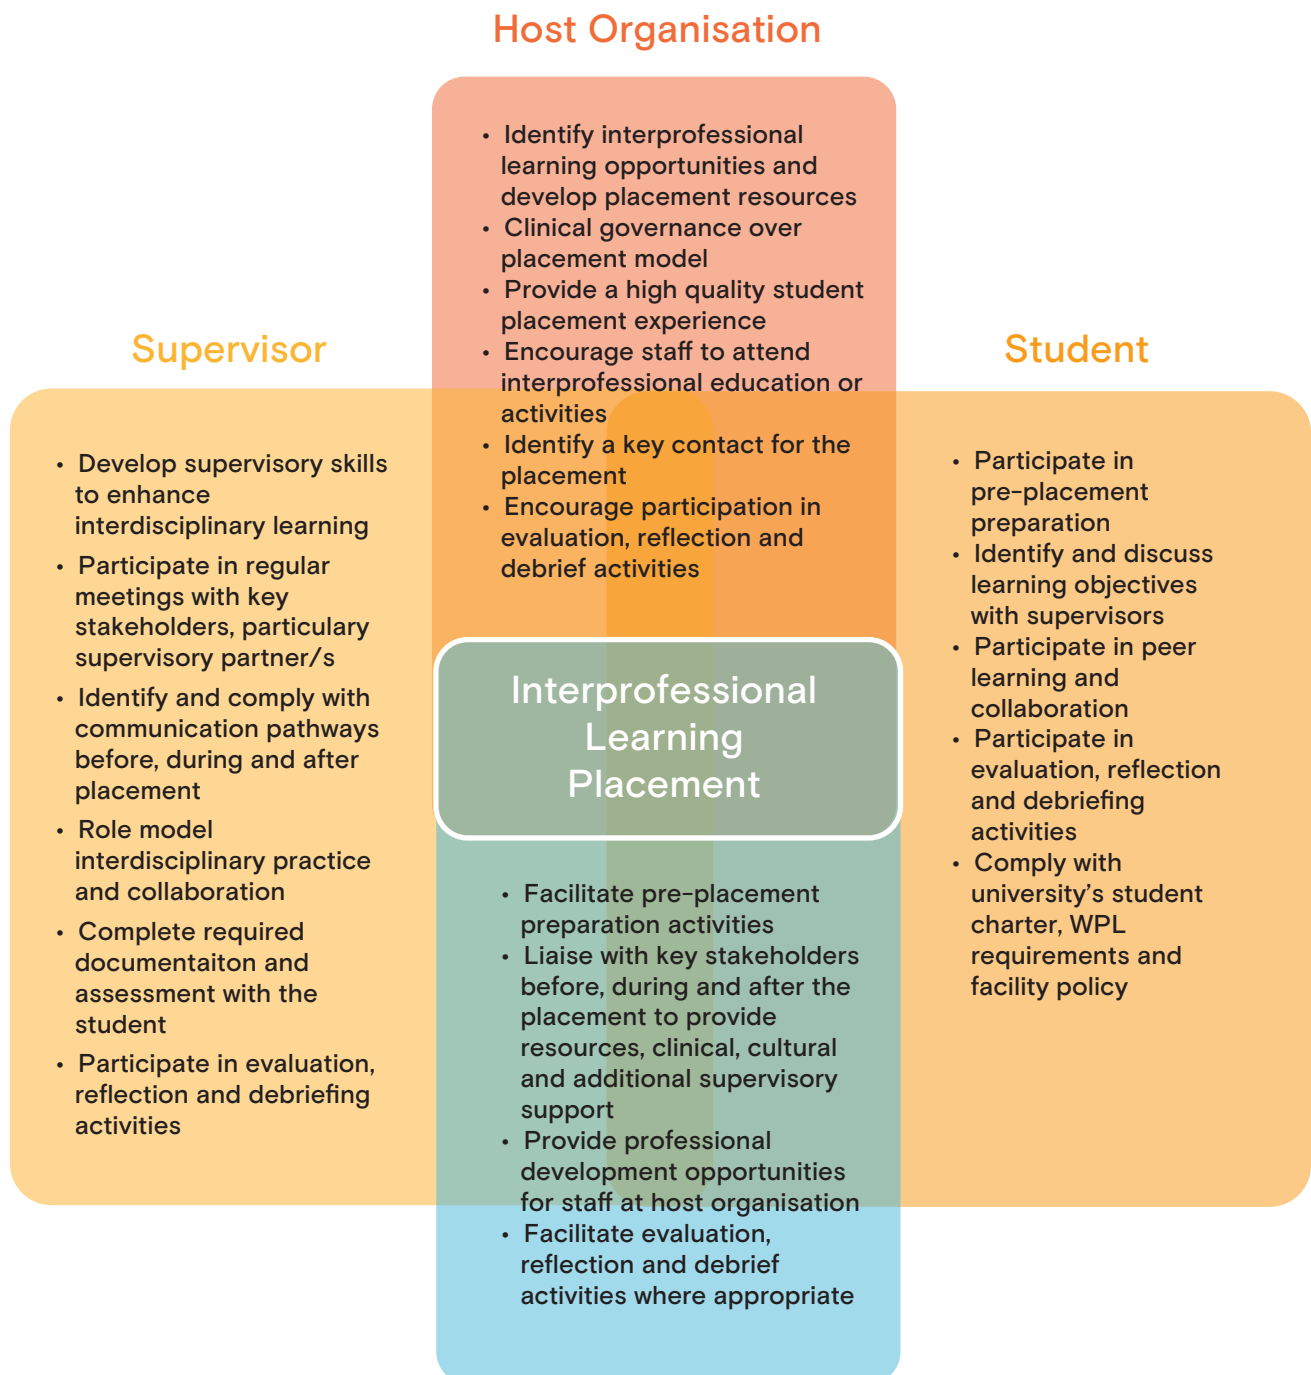 Host Organisation
• Identify interprofessional
learning opportunities and
develop placement resources
• Clinical governance over
placement model
• Provide a high quality student
placement experience
• Encourage staff to attend
interprofessional education or
activities
• Identify a key contact for the
placement
• Encourage participation in
evaluation, reflection and
debrief activities
Supervisor
• Develop supervisory skills
to enhance
interdisciplinary learning
• Participate in regular
meetings with key
stakeholders, particulary
supervisory partner/s
• Identify and comply with
communication pathways
before, during and after
placement
• Role model
interdisciplinary practice
and collaboration
• Complete required
documentaiton and
assessment with the
student
• Participate in evaluation,
reflection and debriefing
activities
Student
• Participate in
pre-placement
preparation
• Identify and discuss
learning objectives
with supervisors
• Participate in peer
learning and
collaboration
• Participate in
evaluation, reflection
and debriefing
activities
• Comply with
university's student
charter, WPL
requirements and
facility policy
Interprofessional
Learning
Placement
• Facilitate pre-placement
preparation activities
• Liaise with key stakeholders
before, during and after the
placement to provide
resources, clinical, cultural
and additional supervisory
support
• Provide professional
development opportunities
for staff at host organisation
• Facilitate evaluation,
reflection and debrief
activities where appropriate